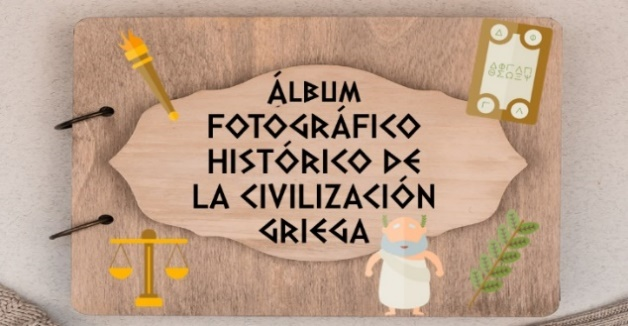 ÁLBUM
FOTOGRÁFICO
HISTÓRICO DE
LA CIVILIZACIÓN
GRIEGA